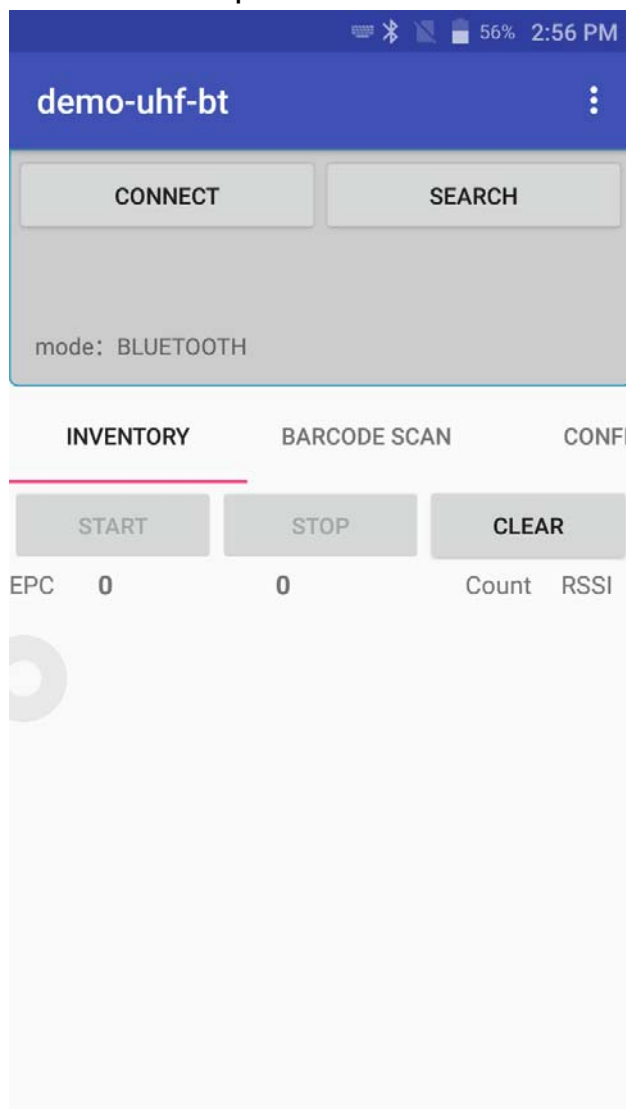 56% 2:56 PM
demo-uhf-bt
CONNECT SEARCH
mode: BLUETOOTH
INVENTORY BARCODE SCAN CONFI
START STOP CLEAR
EPC 0 0 Count RSSI